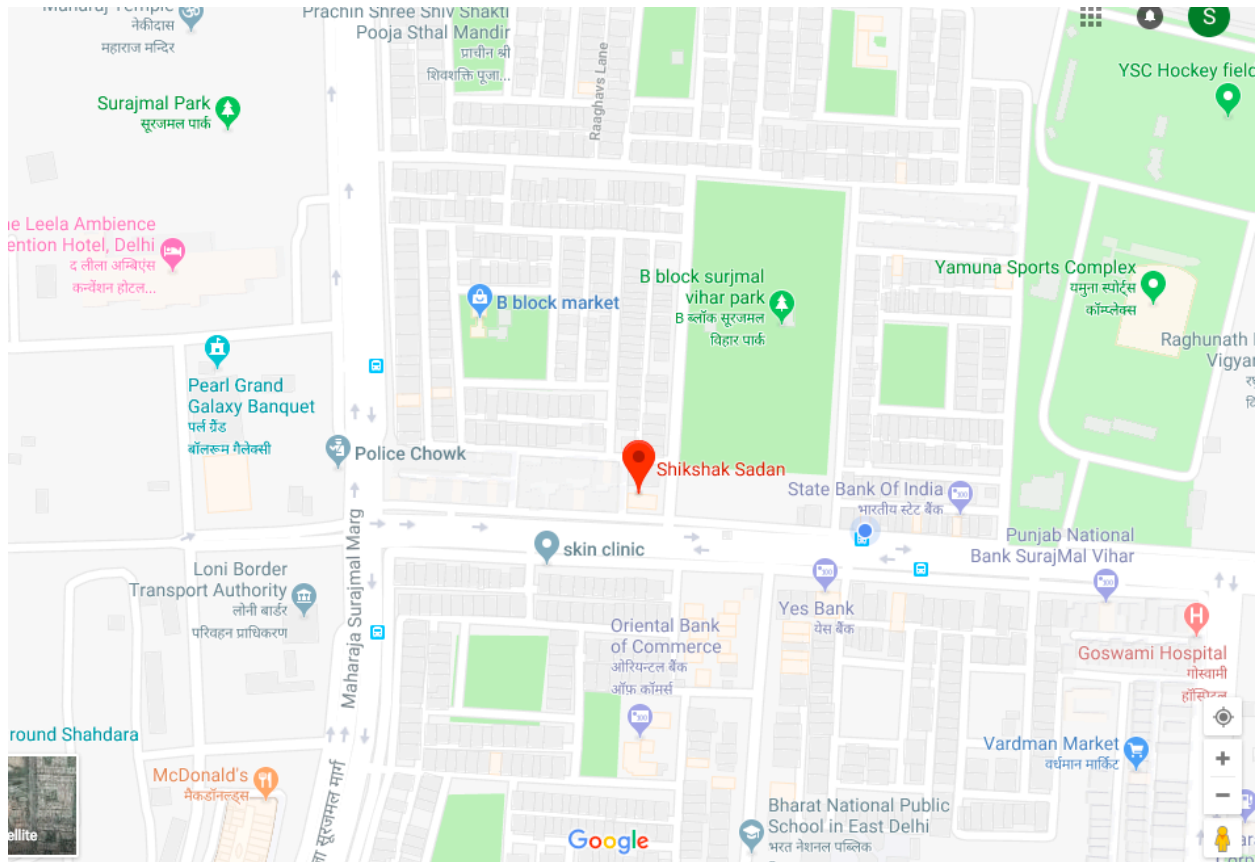 Maharaj Temple
नेकीदास
महाराज मन्दिर
Prachin Shree Shiv Shakti
Pooja Sthal Mandir
प्राचीन श्री
शिवशक्ति पूजा...
Raaghavs Lane
S
YSC Hockey field
Surajmal Park
सूरजमल पार्क
he Leela Ambience
ention Hotel, Delhi
द लीला अम्बिएंस
कन्वेंशन होटल...
B block market
B block surjmal
vihar park
B ब्लॉक सूरजमल
विहार पार्क
Yamuna Sports Complex
यमुना स्पोर्ट्स
कॉम्प्लेक्स
Raghunath
Vigyan
Pearl Grand
Galaxy Banquet
पर्ल ग्रैंड
बॉलरूम गैलेक्सी
Police Chowk
Shikshak Sadan
State Bank Of India
भारतीय स्टेट बैंक
Maharaja Surajmal Marg
skin clinic
Punjab National
Bank SurajMal Vihar
Loni Border
Transport Authority
लोनी बार्डर
परिवहन प्राधिकरण
Yes Bank
येस बैंक
Oriental Bank
of Commerce
ओरियन्टल बैंक
ऑफ़ कॉमर्स
Goswami Hospital
गोस्वामी
हॉस्पिटल
round Shahdara
Vardman Market
वर्धमान मार्किट
McDonald's
मैकडॉनल्ड्स
ला सूरजमल मार्ग
ellite
Google
Bharat National Public
School in East Delhi
भरत नेशनल पब्लिक